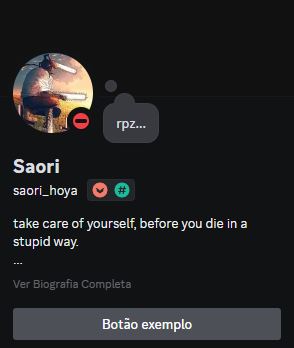 rpz...
Saori
saori_hoya
take care of yourself, before you die in a
stupid way.
...
Ver Biografia Completa
Botão exemplo